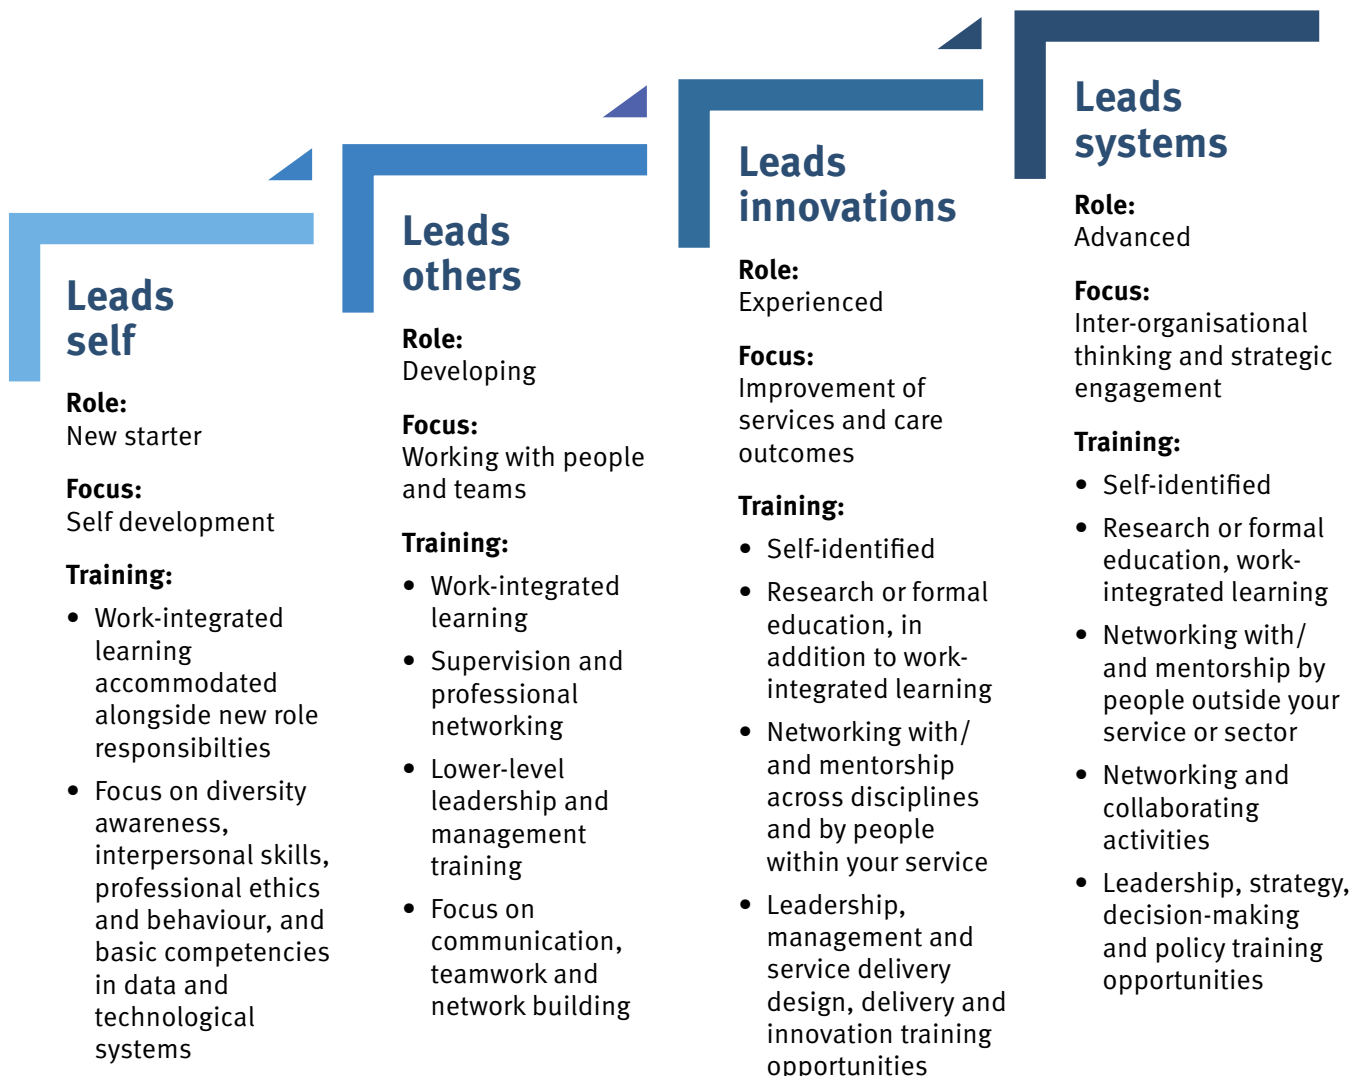 Leads
self
Role:
New starter
Focus:
Self development
Training:
• Work-integrated
learning
accommodated
alongside new role
responsibilties
• Focus on diversity
awareness,
interpersonal skills,
professional ethics
and behaviour, and
basic competencies
in data and
technological
systems
Leads
others
Role:
Developing
Focus:
Working with people
and teams
Training:
• Work-integrated
learning
• Supervision and
professional
networking
• Lower-level
leadership and
management
training
• Focus on
communication,
teamwork and
network building
Leads
innovations
Role:
Experienced
Focus:
Improvement of
services and care
outcomes
Training:
• Self-identified
• Research or formal
education, in
addition to work-
integrated learning
• Networking with/
and mentorship
across disciplines
and by people
within your service
• Leadership,
management and
service delivery
design, delivery and
innovation training
opportunities
Leads
systems
Role:
Advanced
Focus:
Inter-organisational
thinking and strategic
engagement
Training:
• Self-identified
• Research or formal
education, work-
integrated learning
• Networking with/
and mentorship by
people outside your
service or sector
• Networking and
collaborating
activities
• Leadership, strategy,
decision-making
and policy training
opportunities